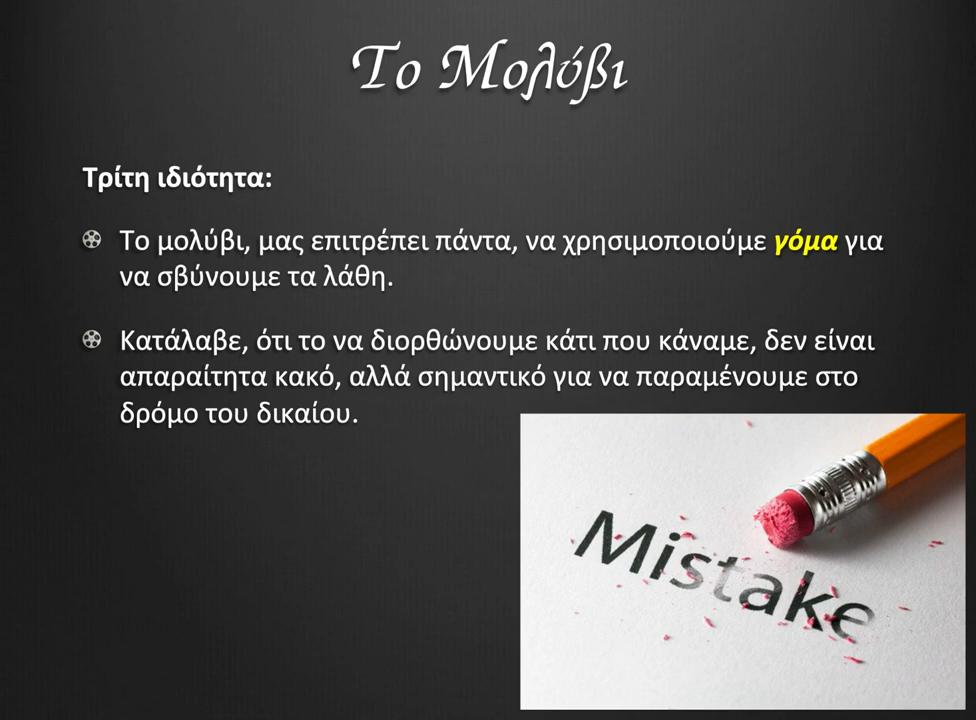 Το Μολύβι
Τρίτη ιδιότητα:
Το μολύβι, μας επιτρέπει πάντα, να χρησιμοποιούμε γόμα για
να σβύνουμε τα λάθη.
Κατάλαβε, ότι το να διορθώνουμε κάτι που κάναμε, δεν είναι
απαραίτητα κακό, αλλά σημαντικό για να παραμένουμε στο
δρόμο του δικαίου.
Mistake